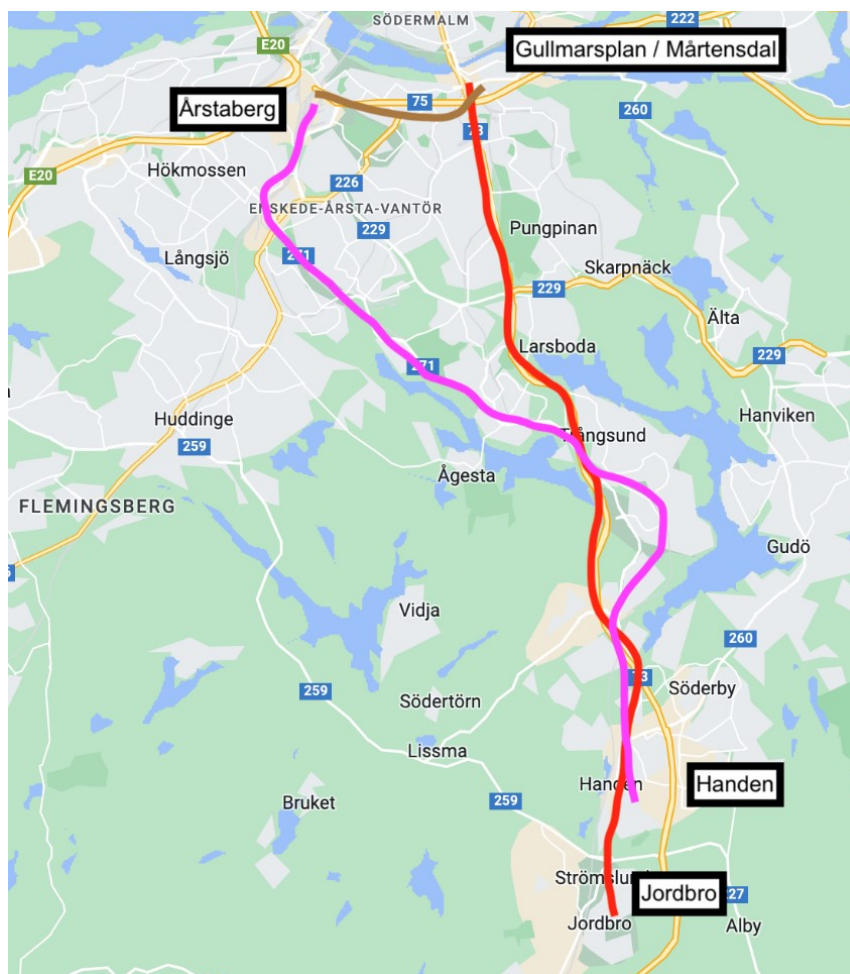 SÖDERMALM
222
Gullmarsplan / Mårtensdal
E20
Årstaberg
75
73
260
Hökmossen
E20
226
ENSKEDE-ÅRSTA-VANTÖR
229
Pungpinan
Långsjö
271
Skarpnäck
229
Älta
Larsboda
229
271
Huddinge
Hanviken
259
Trångsund
Ågesta
FLEMINGSBERG
Gudö
Vidja
260
259
73
Söderby
Södertörn
Lissma
Handen
Handen
Bruket
259
Strömslund
Jordbro
27
Jordbro
Alby